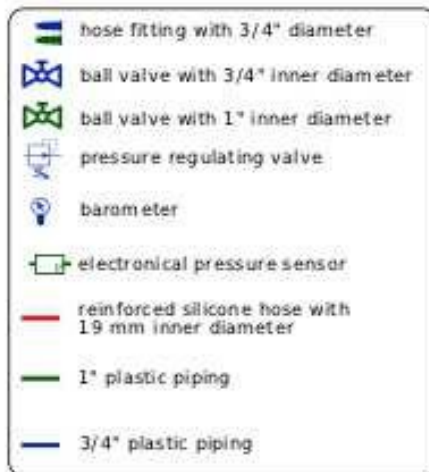 hose fitting with 3/4" diameter
ball valve with 3/4" inner diameter
ball valve with 1" inner diameter
pressure regulating valve
barometer
electronical pressure sensor
reinforced silicone hose with
19 mm inner diameter
1" plastic piping
3/4" plastic piping